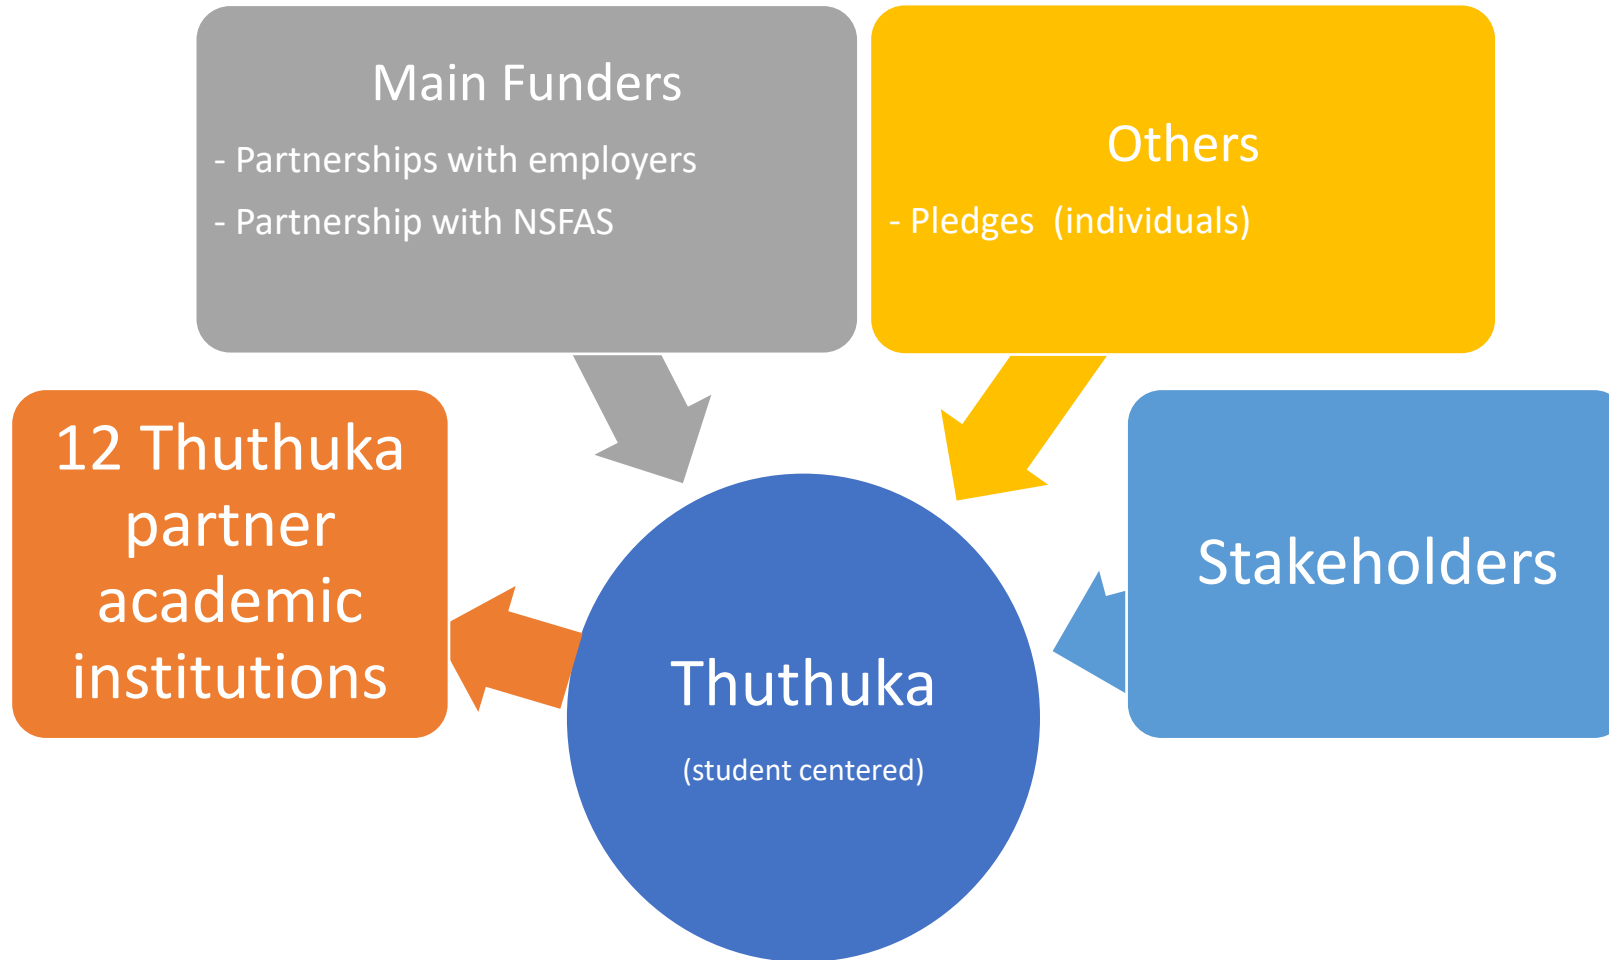 Main Funders
- Partnerships with employers
- Partnership with NSFAS
Others
- Pledges  (individuals)
12 Thuthuka
partner
academic
institutions
Stakeholders
Thuthuka
(student centered)